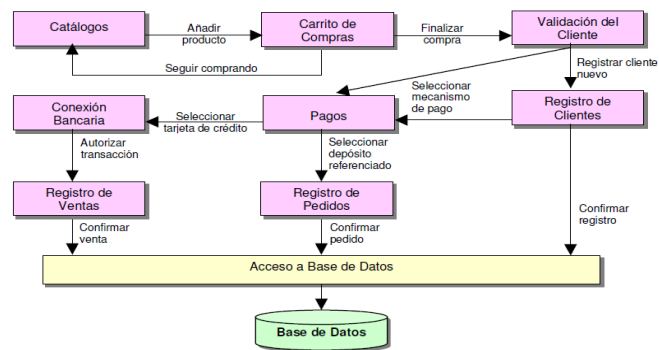 Catálogos
Añadir
producto
Carrito de
Compras
Finalizar
compra
Validación del
Cliente
Seguir comprando
Registrar cliente
nuevo
Seleccionar
mecanismo
de pago
Conexión
Bancaria
Seleccionar
tarjeta de crédito
Pagos
Registro de
Clientes
Autorizar
transacción
Seleccionar
depósito
referenciado
Registro de
Ventas
Registro de
Pedidos
Confirmar
venta
Confirmar
pedido
Confirmar
registro
Acceso a Base de Datos
Base de Datos